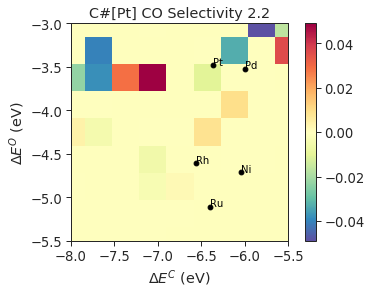 C#[Pt] CO Selectivity 2.2
−3.0
−3.5
−4.0
−4.5
−5.0
−5.5
ΔE^O (eV)
Pt
Pd
Rh
Ni
Ru
−8.0 −7.5 −7.0 −6.5 −6.0 −5.5
ΔE^C (eV)
0.04
0.02
0.00
−0.02
−0.04